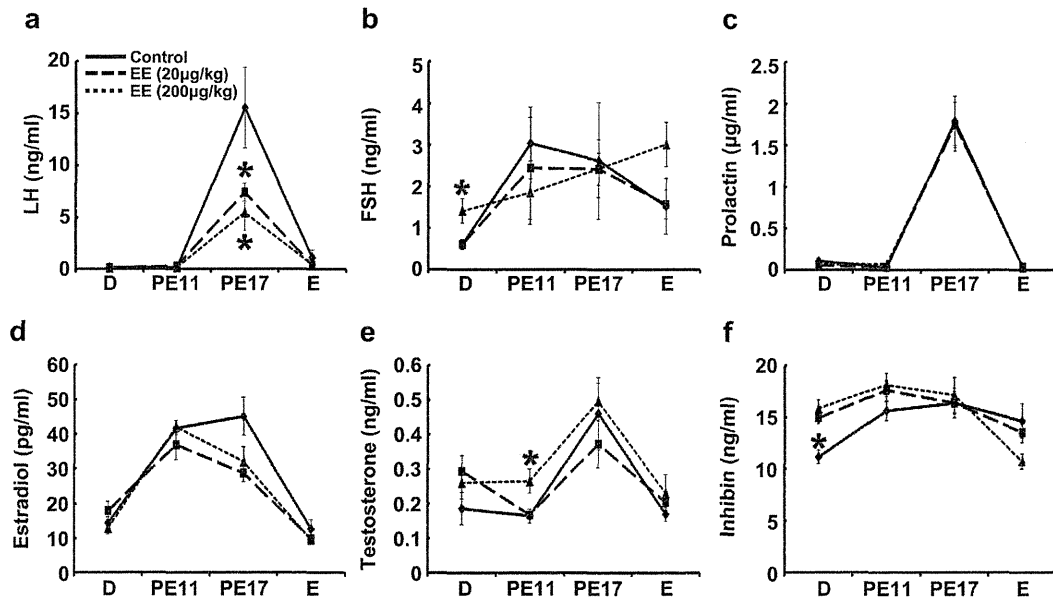 a
LH (ng/ml)
20
15
10
5
0
Control
EE (20µg/kg)
EE (200µg/kg)
*
*
D PE11 PE17 E
b
FSH (ng/ml)
5
4
3
2
1
0
*
D PE11 PE17 E
c
Prolactin (µg/ml)
2.5
2
1.5
1
0.5
0
D PE11 PE17 E
d
Estradiol (pg/ml)
60
50
40
30
20
10
0
D PE11 PE17 E
e
Testosterone (ng/ml)
0.6
0.5
0.4
0.3
0.2
0.1
0
*
D PE11 PE17 E
f
Inhibin (ng/ml)
20
15
10
5
0
*
D PE11 PE17 E